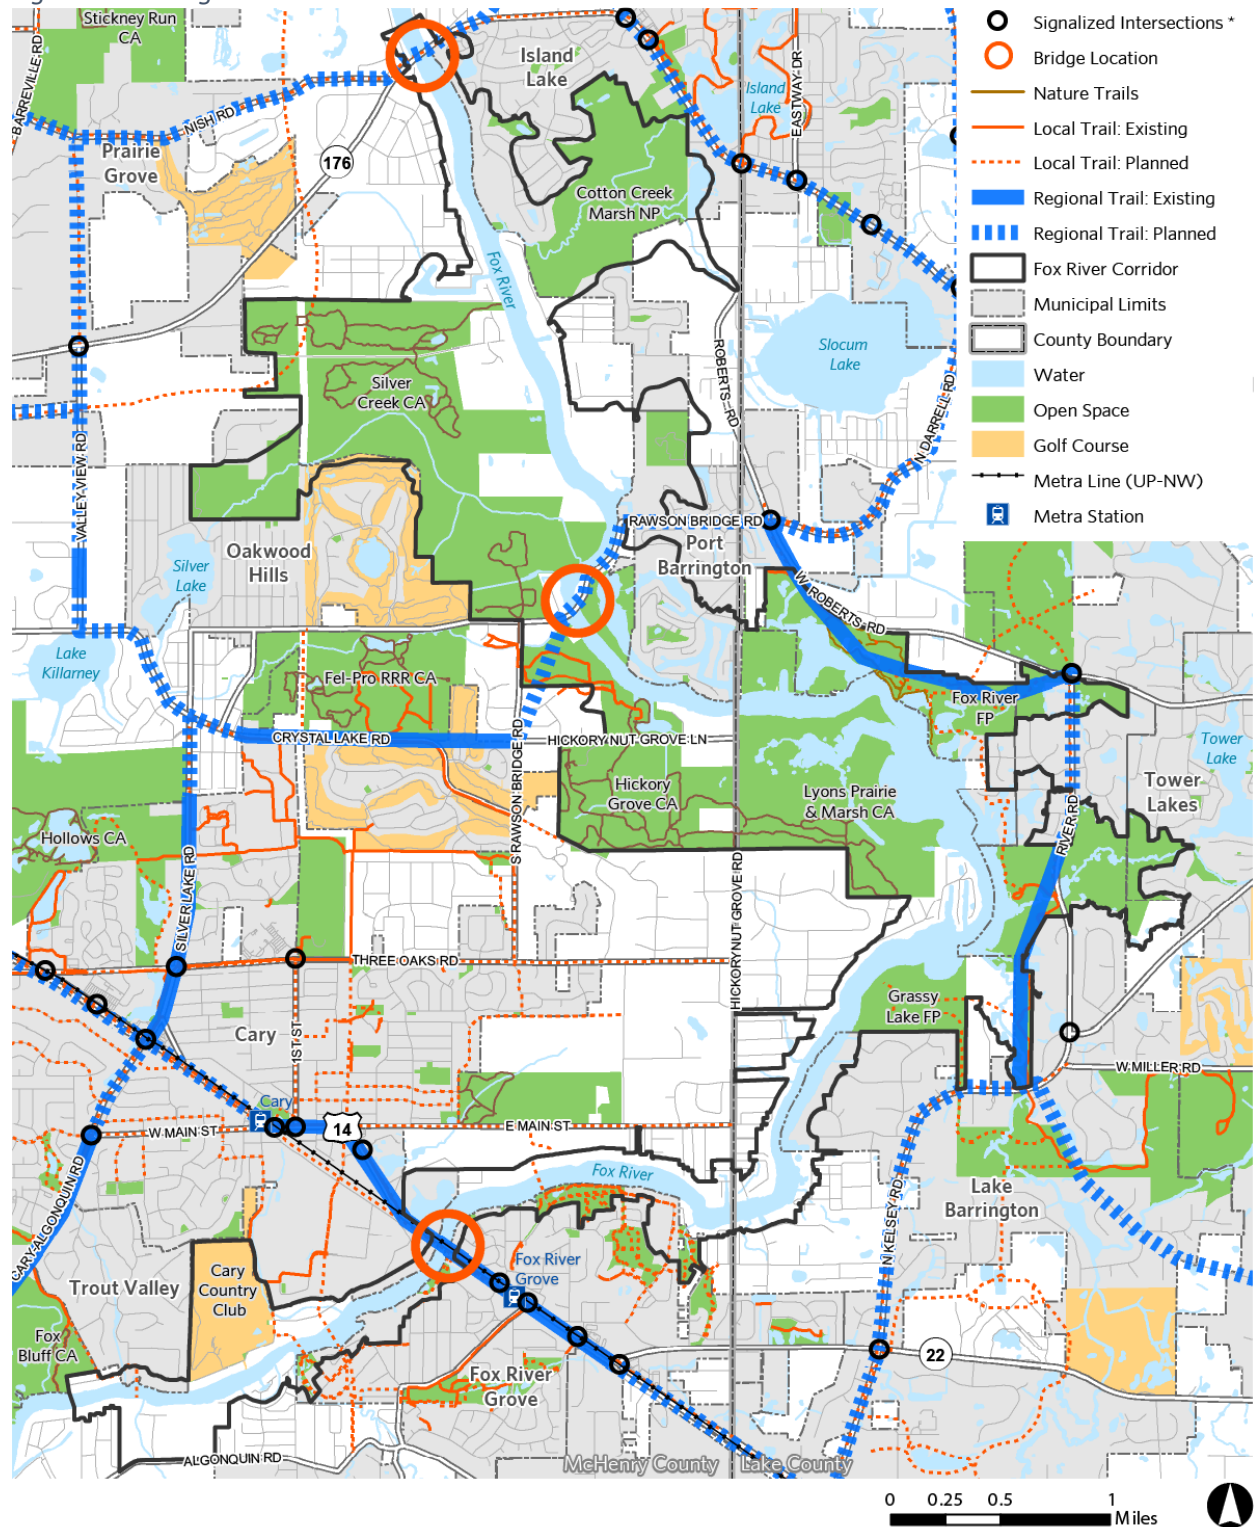 Stickney Run
CA
BARREVILLE RD
Island
Lake
Island
Lake
EASTWAY DR
NISH RD
Prairie
Grove
176
Cotton Creek
Marsh NP
Fox River
Slocum
Lake
ROBERTS RD
Silver
Creek CA
N DARRELL RD
VALLEY VIEW RD
RAWSON BRIDGE RD
Port
Barrington
Oakwood
Hills
Silver
Lake
W ROBERTS RD
Lake
Killarney
Fel-Pro RRR CA
Fox River
FP
CRYSTAL LAKE RD
HICKORY NUT GROVE LN
S RAWSON BRIDGE RD
Tower
Lake
Hickory
Grove CA
Lyons Prairie
& Marsh CA
Tower
Lakes
Hollows CA
RIVER RD
SILVER LAKE RD
HICKORY NUT GROVE RD
THREE OAKS RD
Grassy
Lake FP
Cary
1ST ST
W MILLER RD
Cary
W MAIN ST
14
E MAIN ST
Fox River
CARY-ALGONQUIN RD
N KELSEY RD
Lake
Barrington
Fox River
Grove
Trout Valley
Cary
Country
Club
Fox
Bluff CA
22
Fox River
Grove
ALGONQUIN RD
McHenry County
Lake County
Signalized Intersections *
Bridge Location
Nature Trails
Local Trail: Existing
Local Trail: Planned
Regional Trail: Existing
Regional Trail: Planned
Fox River Corridor
Municipal Limits
County Boundary
Water
Open Space
Golf Course
Metra Line (UP-NW)
Metra Station
0 0.25 0.5 1
Miles